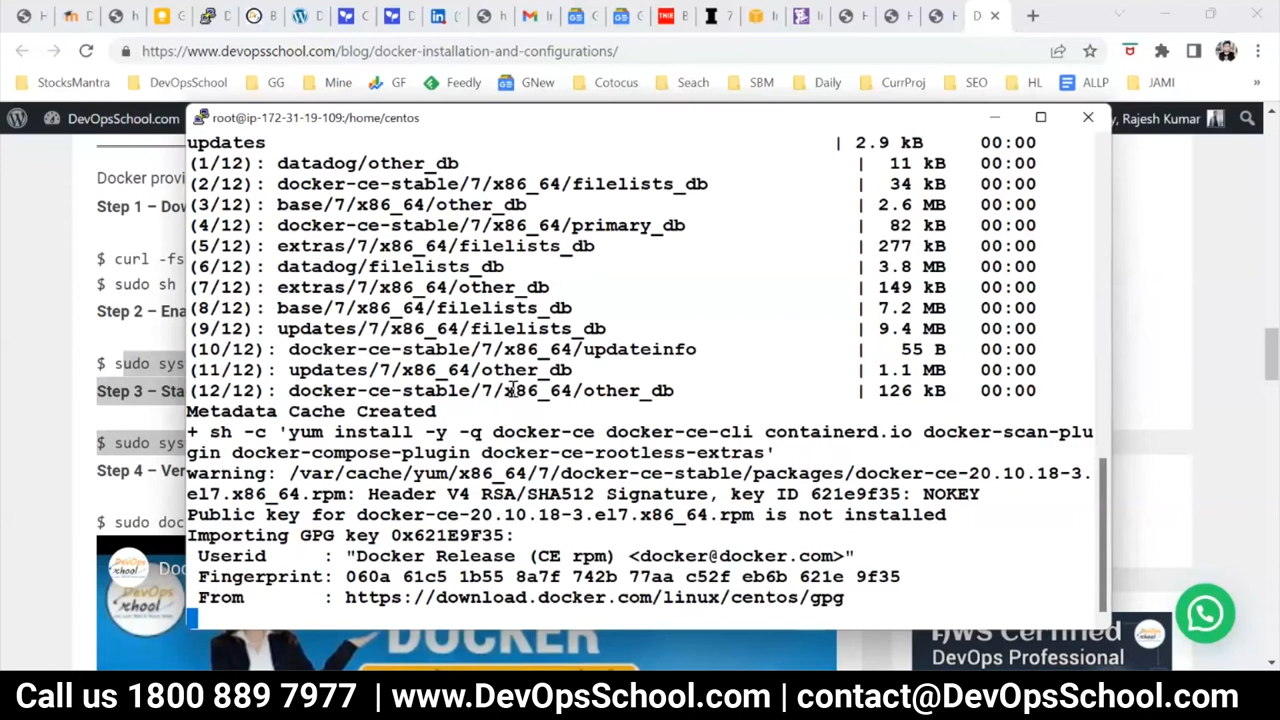 https://www.devopsschool.com/blog/docker-installation-and-configurations/
StocksMantra DevOpsSchool GG Mine GF Feedly GNew Cotocus Seach SBM Daily CurrProj SEO HL ALLP JAMI
DevOpsSchool.com
root@ip-172-31-19-109:/home/centos
Rajesh Kumar
Docker provi
Step 1 – Dow
$ curl -fs
$ sudo sh
Step 2 – Ena
$ sudo sys
Step 3 – Sta
$ sudo sys
Step 4 – Ver
$ sudo doc
updates | 2.9 kB 00:00
(1/12): datadog/other_db | 11 kB 00:00
(2/12): docker-ce-stable/7/x86_64/filelists_db | 34 kB 00:00
(3/12): base/7/x86_64/other_db | 2.6 MB 00:00
(4/12): docker-ce-stable/7/x86_64/primary_db | 82 kB 00:00
(5/12): extras/7/x86_64/filelists_db | 277 kB 00:00
(6/12): datadog/filelists_db | 3.8 MB 00:00
(7/12): extras/7/x86_64/other_db | 149 kB 00:00
(8/12): base/7/x86_64/filelists_db | 7.2 MB 00:00
(9/12): updates/7/x86_64/filelists_db | 9.4 MB 00:00
(10/12): docker-ce-stable/7/x86_64/updateinfo | 55 B 00:00
(11/12): updates/7/x86_64/other_db | 1.1 MB 00:00
(12/12): docker-ce-stable/7/x86_64/other_db | 126 kB 00:00
Metadata Cache Created
+ sh -c 'yum install -y -q docker-ce docker-ce-cli containerd.io docker-scan-plu
gin docker-compose-plugin docker-ce-rootless-extras'
warning: /var/cache/yum/x86_64/7/docker-ce-stable/packages/docker-ce-20.10.18-3.
el7.x86_64.rpm: Header V4 RSA/SHA512 Signature, key ID 621e9f35: NOKEY
Public key for docker-ce-20.10.18-3.el7.x86_64.rpm is not installed
Importing GPG key 0x621E9F35:
Userid : "Docker Release (CE rpm) <docker@docker.com>"
Fingerprint: 060a 61c5 1b55 8a7f 742b 77aa c52f eb6b 621e 9f35
From : https://download.docker.com/linux/centos/gpg
DevOps
School
DOCKER
AWS Certified
DevOps Professional
Call us 1800 889 7977 | www.DevOpsSchool.com | contact@DevOpsSchool.com